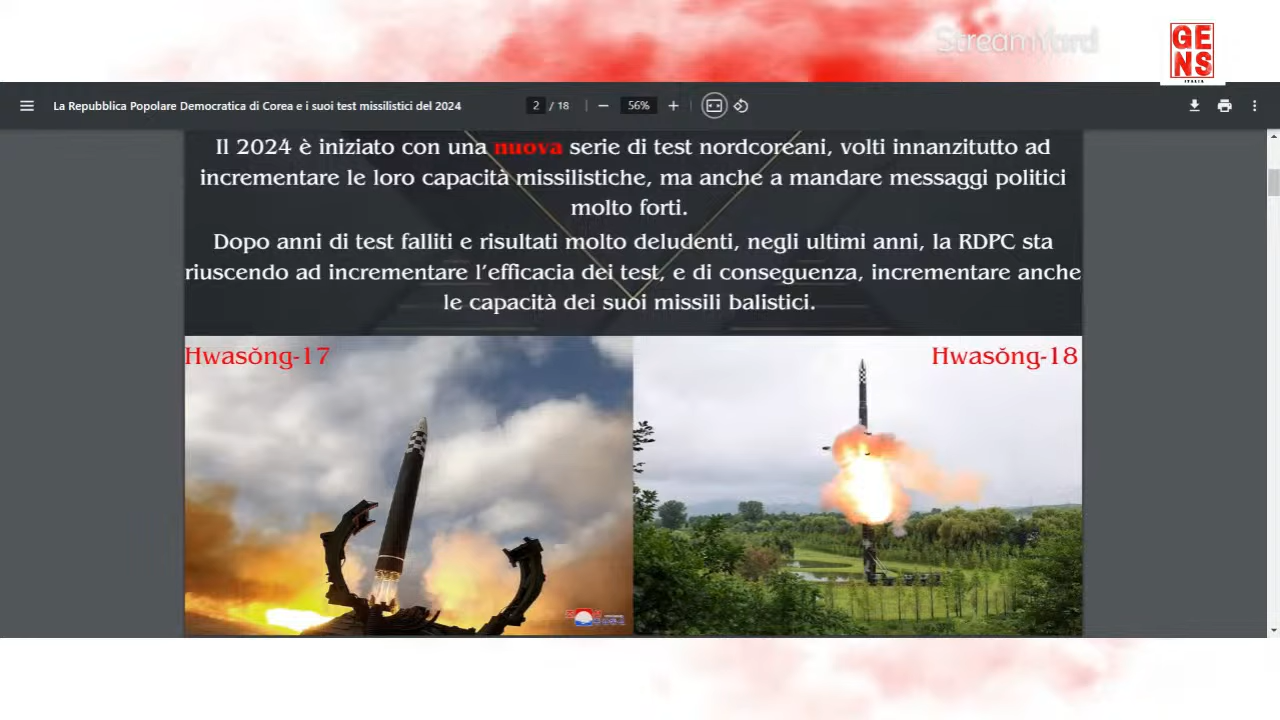 StreamYard
GE
NS
ITALIA
La Repubblica Popolare Democratica di Corea e i suoi test missilistici del 2024
2 / 18
56%
Il 2024 è iniziato con una nuova serie di test nordcoreani, volti innanzitutto ad
incrementare le loro capacità missilistiche, ma anche a mandare messaggi politici
molto forti.
Dopo anni di test falliti e risultati molto deludenti, negli ultimi anni, la RDPC sta
riuscendo ad incrementare l'efficacia dei test, e di conseguenza, incrementare anche
le capacità dei suoi missili balistici.
Hwasŏng-17
Hwasŏng-18